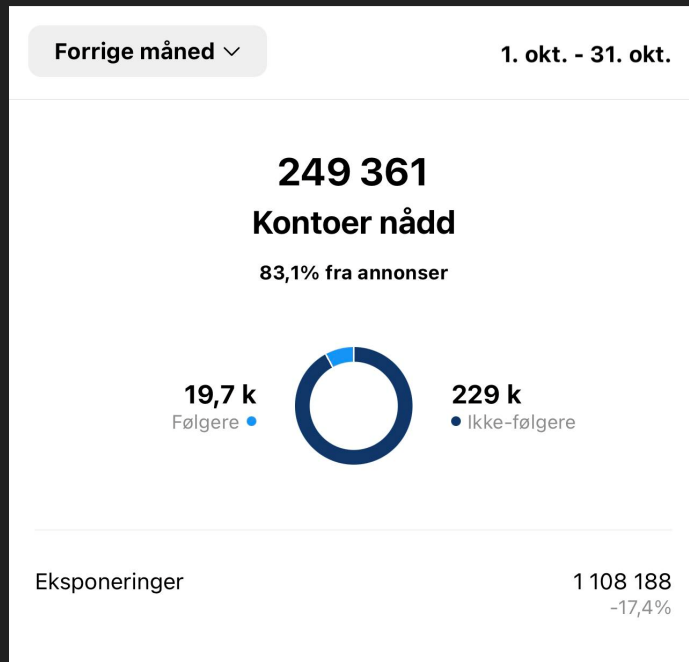 Forrige måned
1. okt. - 31. okt.
249 361
Kontoer nådd
83,1% fra annonser
19,7 k
Følgere
229 k
Ikke-følgere
Eksponeringer
1 108 188
-17,4%